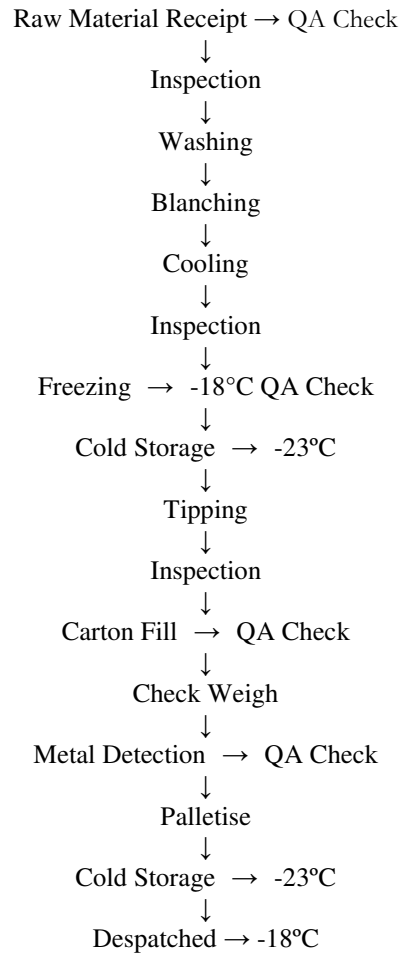 Raw Material Receipt → QA Check
↓
Inspection
↓
Washing
↓
Blanching
↓
Cooling
↓
Inspection
↓
Freezing → -18°C QA Check
↓
Cold Storage → -23ºC
↓
Tipping
↓
Inspection
↓
Carton Fill → QA Check
↓
Check Weigh
↓
Metal Detection → QA Check
↓
Palletise
↓
Cold Storage → -23ºC
↓
Despatched → -18ºC